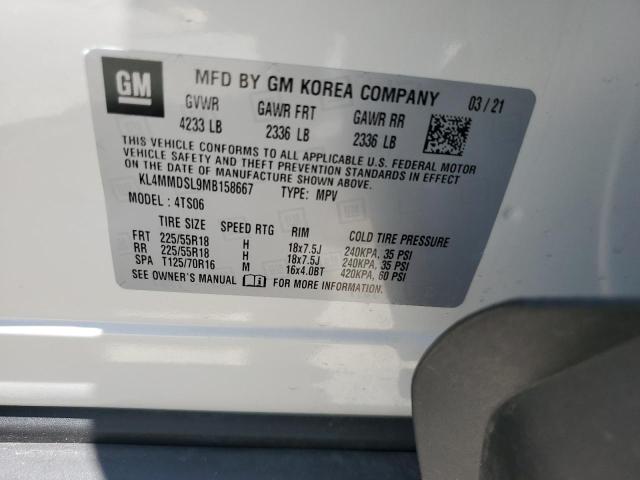 GM MFD BY GM KOREA COMPANY 03/21
GVWR GAWR FRT GAWR RR
4233 LB 2336 LB 2336 LB
THIS VEHICLE CONFORMS TO ALL APPLICABLE U.S. FEDERAL MOTOR
VEHICLE SAFETY AND THEFT PREVENTION STANDARDS IN EFFECT ON
THE DATE OF MANUFACTURE SHOWN ABOVE.
KL4MMDSL9MB158667 TYPE: MPV
MODEL: 4TS06
TIRE SIZE SPEED RTG RIM COLD TIRE PRESSURE
FRT 225/55R18 H 18x7.5J 240KPA, 35 PSI
RR 225/55R18 H 18x7.5J 240KPA, 35 PSI
SPA T125/70R16 M 16x4.0BT 420KPA, 60 PSI
SEE OWNER'S MANUAL FOR MORE INFORMATION.